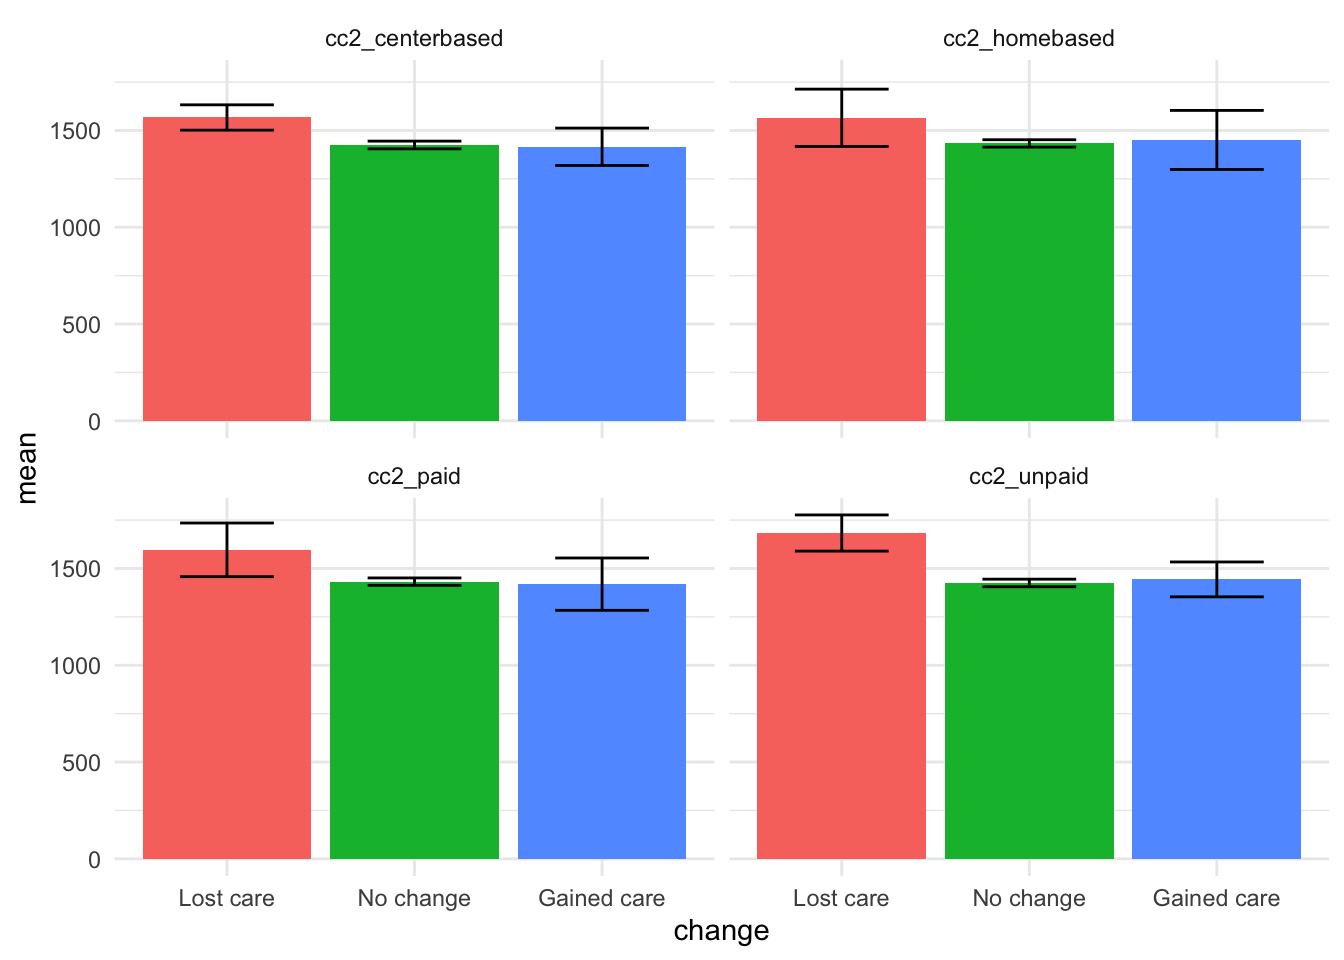 cc2_centerbased
cc2_homebased
1500
1000
500
0
cc2_paid
cc2_unpaid
1500
1000
500
0
mean
Lost care No change Gained care Lost care No change Gained care
change